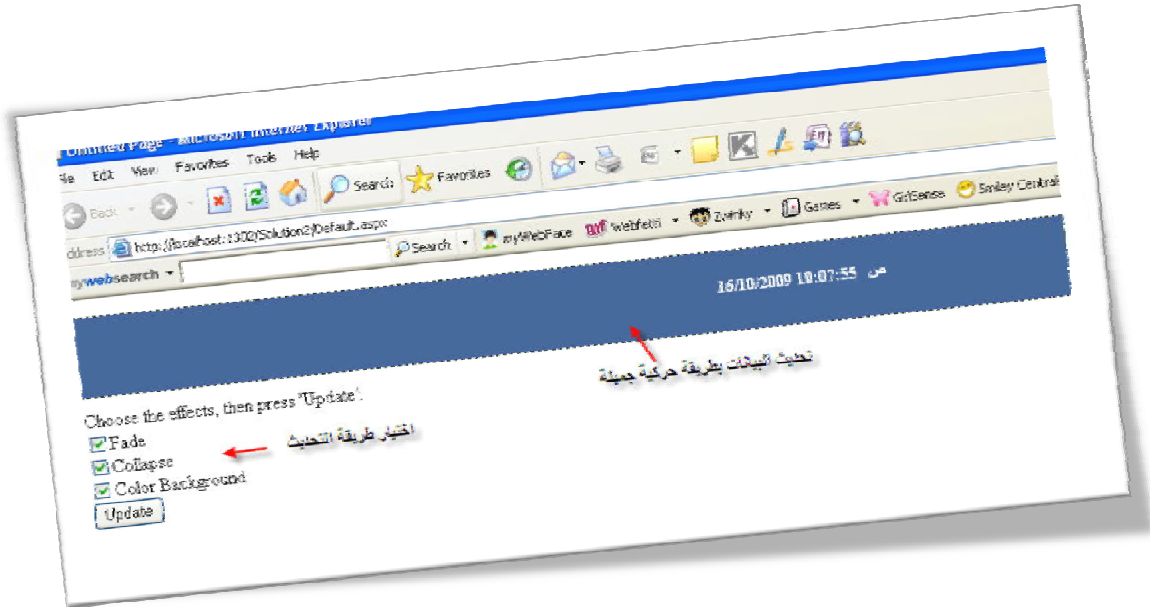 Untitled Page - Microsoft Internet Explorer
File Edit View Favorites Tools Help
Back Search Favorites
Address http://localhost:1302/Solution2/Default.aspx
mywebsearch Search myWebFace Webfetti Zwinky Games GirlSense Smiley Central
16/10/2009 10:07:55 ص
تحديث البيانات بطريقة حركية جميلة
Choose the effects, then press 'Update'.
Fade
اختيار طريقة التحديث
Collapse
Color Background
Update